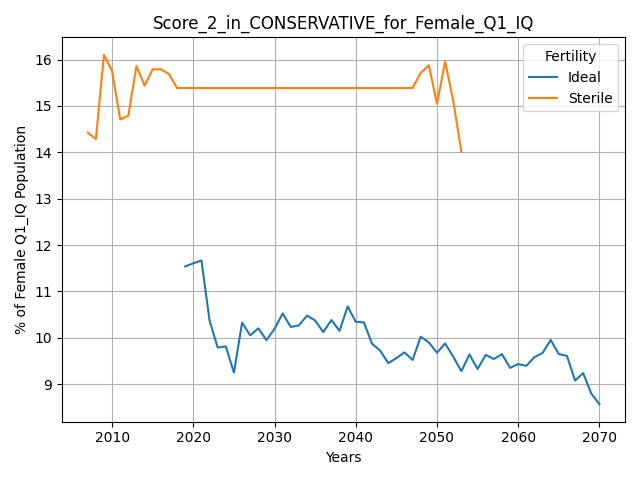 Score_2_in_CONSERVATIVE_for_Female_Q1_IQ
% of Female Q1_IQ Population
16
15
14
13
12
11
10
9
Fertility
Ideal
Sterile
2010 2020 2030 2040 2050 2060 2070
Years